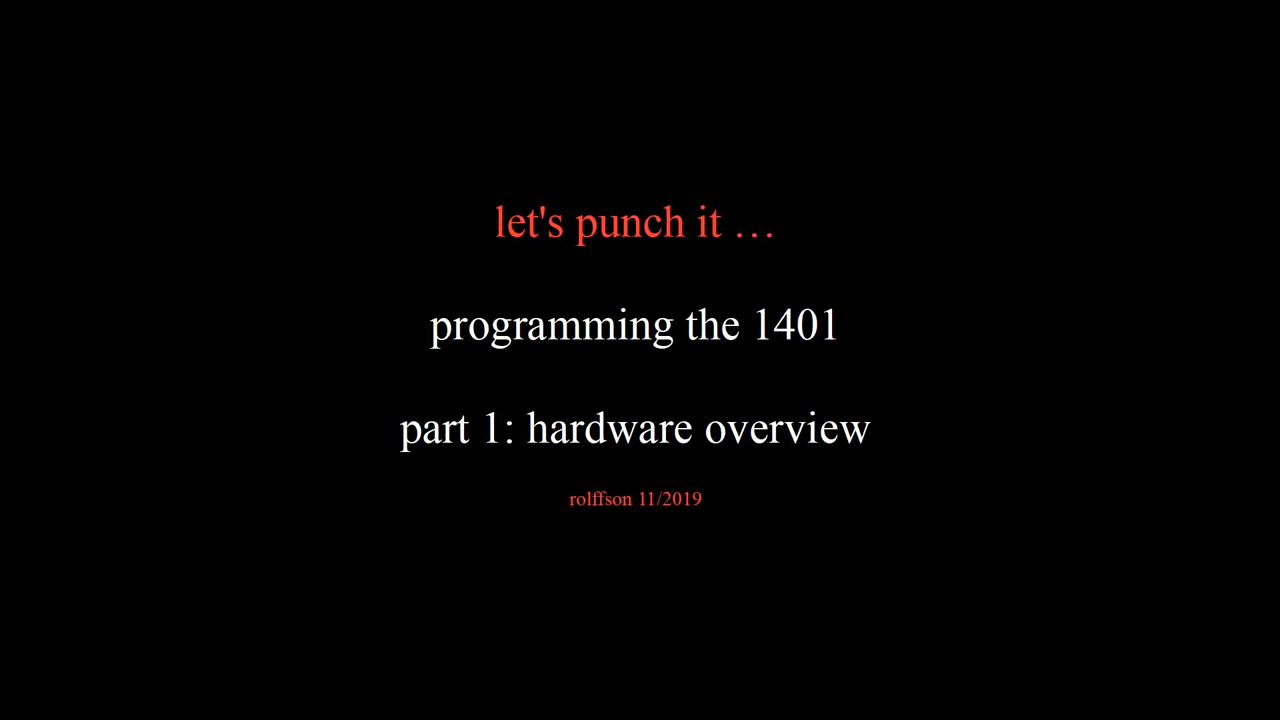 let's punch it …
programming the 1401
part 1: hardware overview
rolffson 11/2019